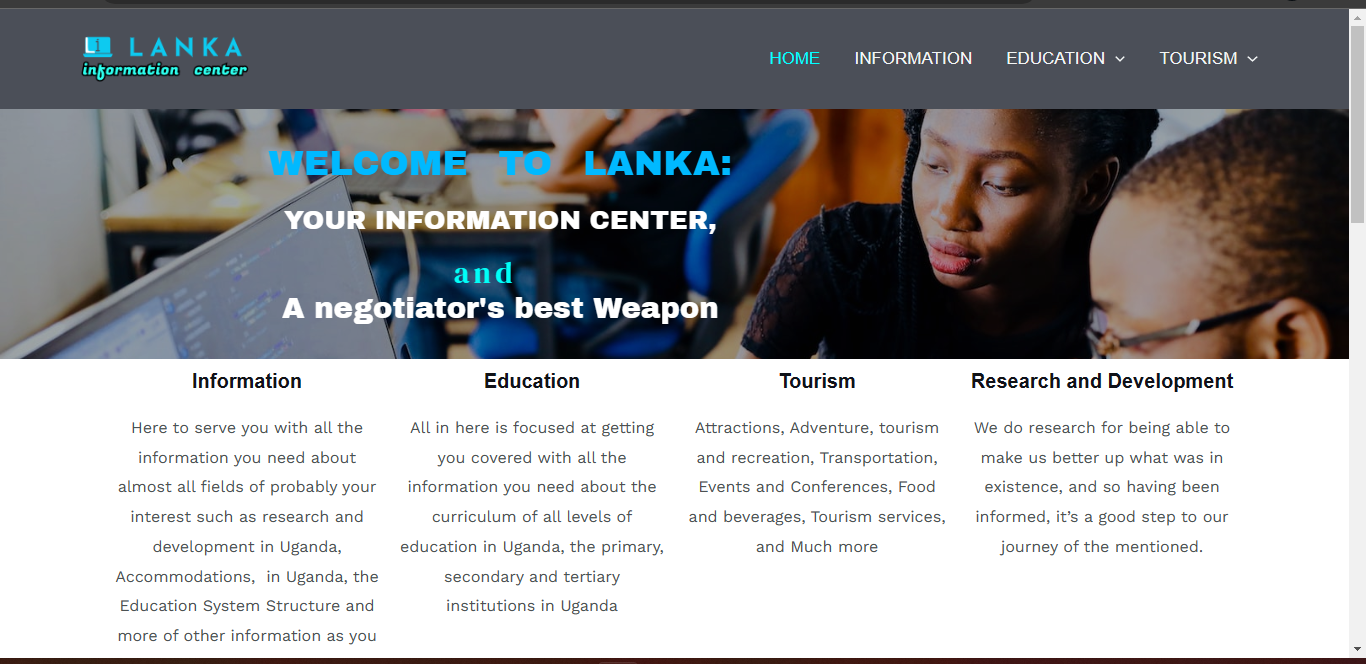 LANKA
information center
HOME INFORMATION EDUCATION TOURISM
WELCOME TO LANKA:
YOUR INFORMATION CENTER,
and
A negotiator's best Weapon
Information
Here to serve you with all the
information you need about
almost all fields of probably your
interest such as research and
development in Uganda,
Accommodations, in Uganda, the
Education System Structure and
more of other information as you
Education
All in here is focused at getting
you covered with all the
information you need about the
curriculum of all levels of
education in Uganda, the primary,
secondary and tertiary
institutions in Uganda
Tourism
Attractions, Adventure, tourism
and recreation, Transportation,
Events and Conferences, Food
and beverages, Tourism services,
and Much more
Research and Development
We do research for being able to
make us better up what was in
existence, and so having been
informed, it’s a good step to our
journey of the mentioned.